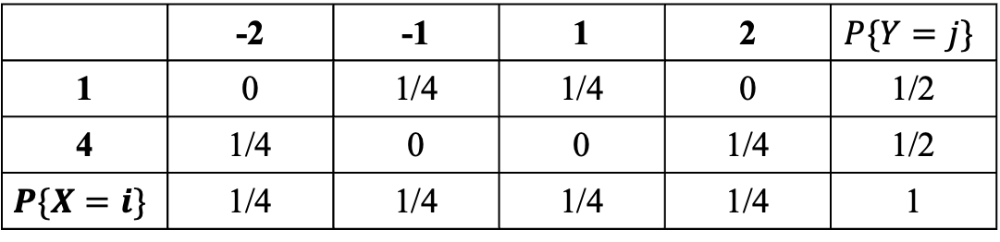 -2 -1 1 2 P{Y = j}
1 0 1/4 1/4 0 1/2
4 1/4 0 0 1/4 1/2
P{X = i} 1/4 1/4 1/4 1/4 1